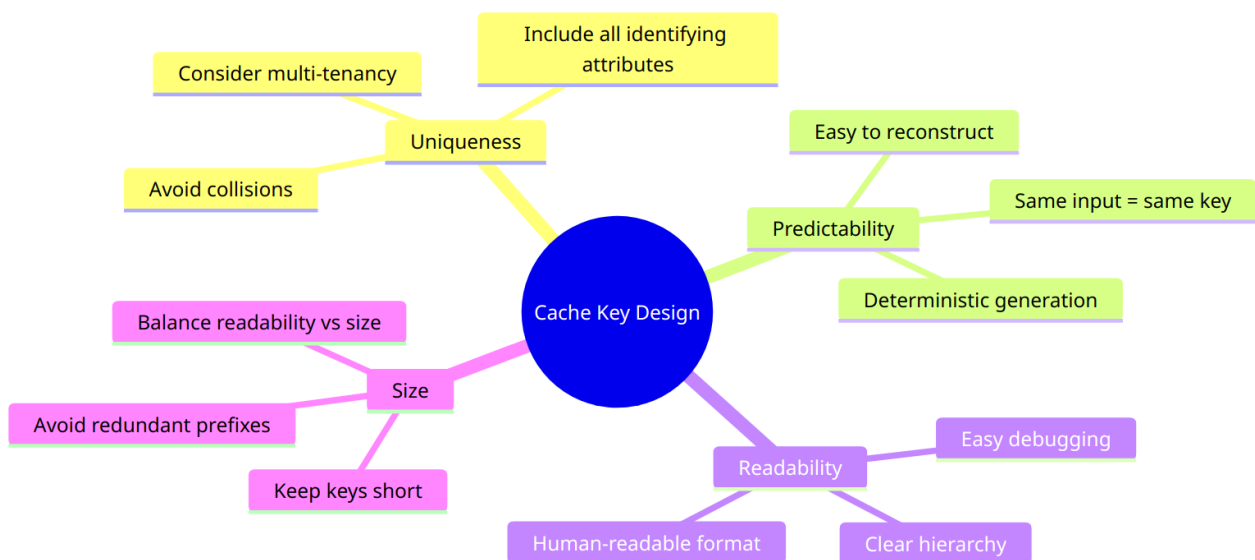 Include all identifying
attributes
Consider multi-tenancy
Uniqueness
Avoid collisions
Easy to reconstruct
Same input = same key
Predictability
Deterministic generation
Cache Key Design
Balance readability vs size
Size
Avoid redundant prefixes
Keep keys short
Easy debugging
Readability
Human-readable format
Clear hierarchy